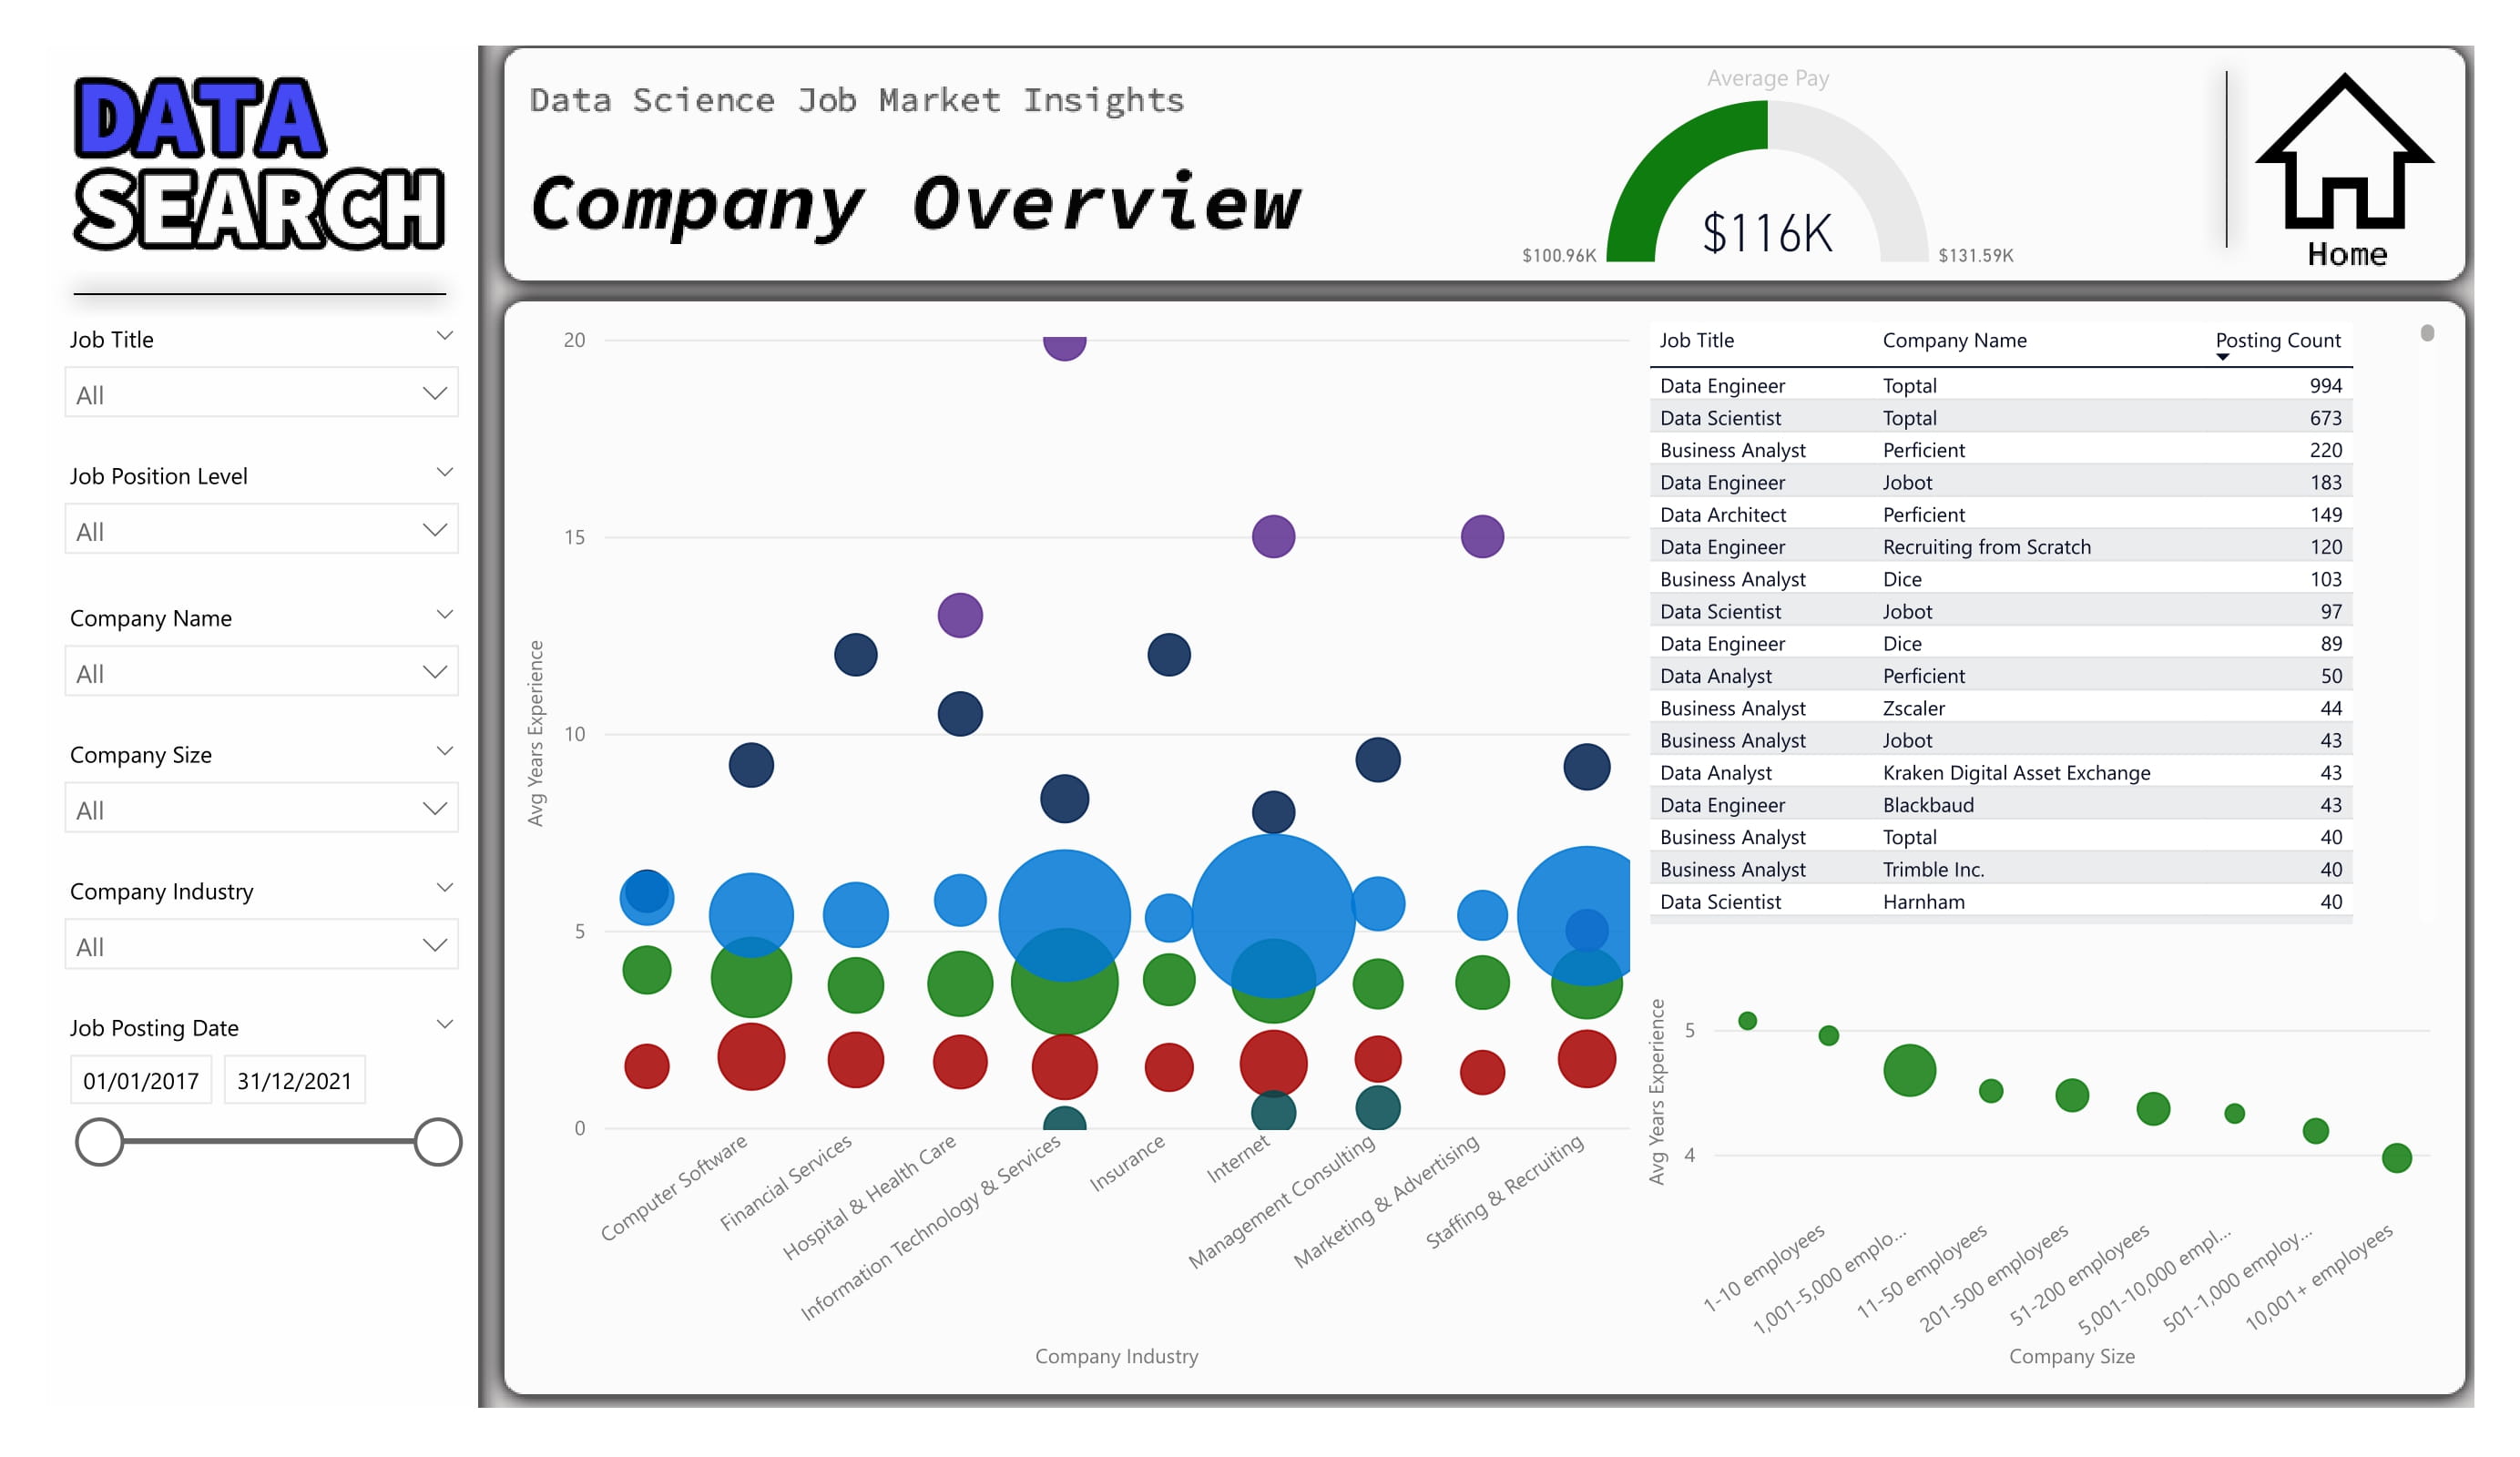 DATA
SEARCH
Job Title
All
Job Position Level
All
Company Name
All
Company Size
All
Company Industry
All
Job Posting Date
01/01/2017 31/12/2021
Data Science Job Market Insights
Company Overview
Average Pay
$116K
$100.96K $131.59K
Home
Avg Years Experience
20
15
10
5
0
Computer Software
Financial Services
Hospital & Health Care
Information Technology & Services
Insurance
Internet
Management Consulting
Marketing & Advertising
Staffing & Recruiting
Company Industry
Job Title Company Name Posting Count
Data Engineer Toptal 994
Data Scientist Toptal 673
Business Analyst Perficient 220
Data Engineer Jobot 183
Data Architect Perficient 149
Data Engineer Recruiting from Scratch 120
Business Analyst Dice 103
Data Scientist Jobot 97
Data Engineer Dice 89
Data Analyst Perficient 50
Business Analyst Zscaler 44
Business Analyst Jobot 43
Data Analyst Kraken Digital Asset Exchange 43
Data Engineer Blackbaud 43
Business Analyst Toptal 40
Business Analyst Trimble Inc. 40
Data Scientist Harnham 40
Avg Years Experience
5
4
1-10 employees
1,001-5,000 emplo...
11-50 employees
201-500 employees
51-200 employees
5,001-10,000 empl...
501-1,000 employ...
10,001+ employees
Company Size